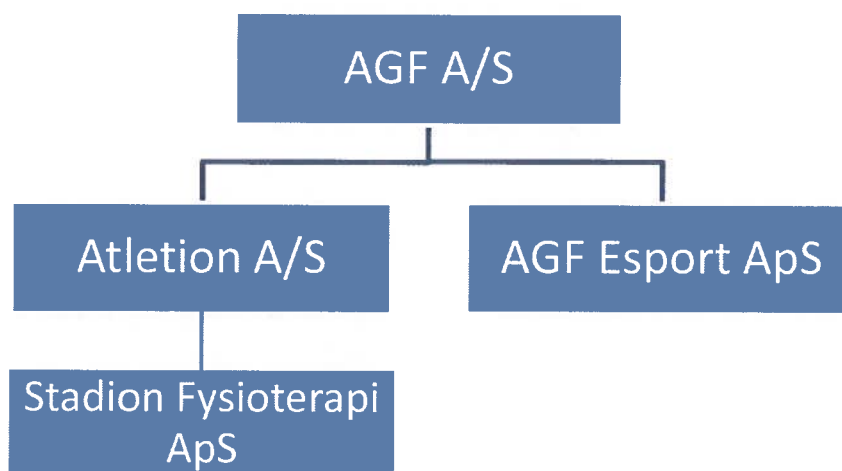 AGF A/S
Atletion A/S
AGF Esport ApS
Stadion Fysioterapi
ApS